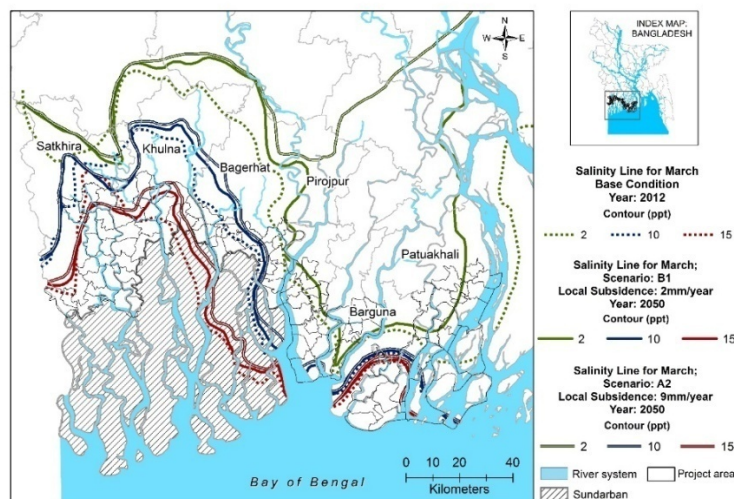 N
W E
S
Satkhira
Khulna
Bagerhat
Pirojpur
Patuakhali
Barguna
Bay of Bengal
0 10 20 40
Kilometers
INDEX MAP:
BANGLADESH
Salinity Line for March
Base Condition
Year: 2012
Contour (ppt)
2 10 15
Salinity Line for March;
Scenario: B1
Local Subsidence: 2mm/year
Year: 2050
Contour (ppt)
2 10 15
Salinity Line for March;
Scenario: A2
Local Subsidence: 9mm/year
Year: 2050
Contour (ppt)
2 10 15
River system Project area
Sundarban